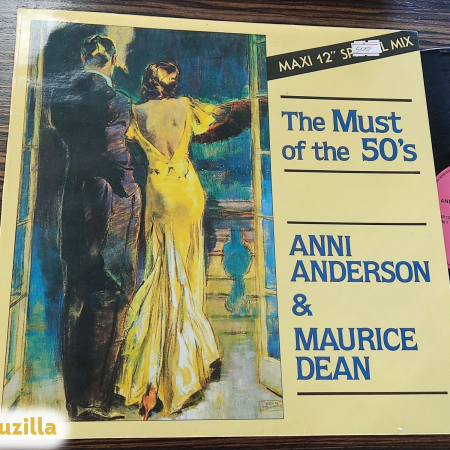 MAXI 12" SPECIAL MIX
The Must
of the 50's
ANNI
ANDERSON
&
MAURICE
DEAN
uzilla